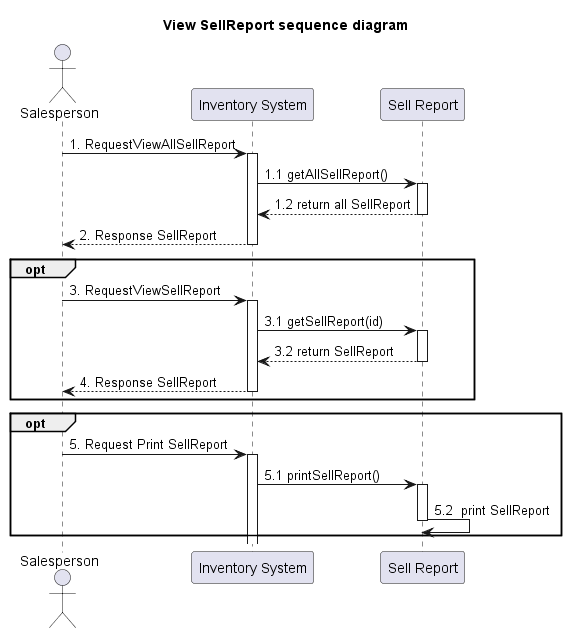 View SellReport sequence diagram
Salesperson
Inventory System
Sell Report
1. RequestViewAllSellReport
1.1 getAllSellReport()
1.2 return all SellReport
2. Response SellReport
opt
3. RequestViewSellReport
3.1 getSellReport(id)
3.2 return SellReport
4. Response SellReport
opt
5. Request Print SellReport
5.1 printSellReport()
5.2 print SellReport
Salesperson
Inventory System
Sell Report